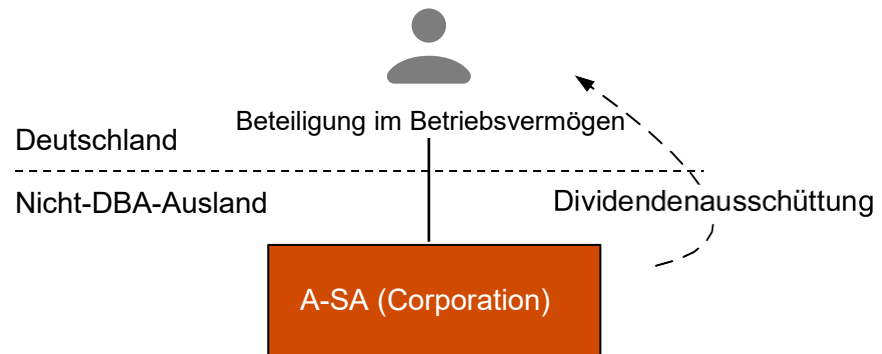 Beteiligung im Betriebsvermögen
Deutschland
Nicht-DBA-Ausland
Dividendenausschüttung
A-SA (Corporation)